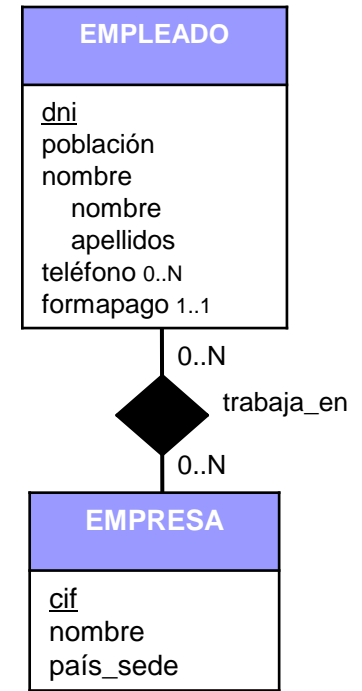 EMPLEADO
dni
población
nombre
nombre
apellidos
teléfono 0..N
formapago 1..1
0..N
trabaja_en
0..N
EMPRESA
cif
nombre
país_sede